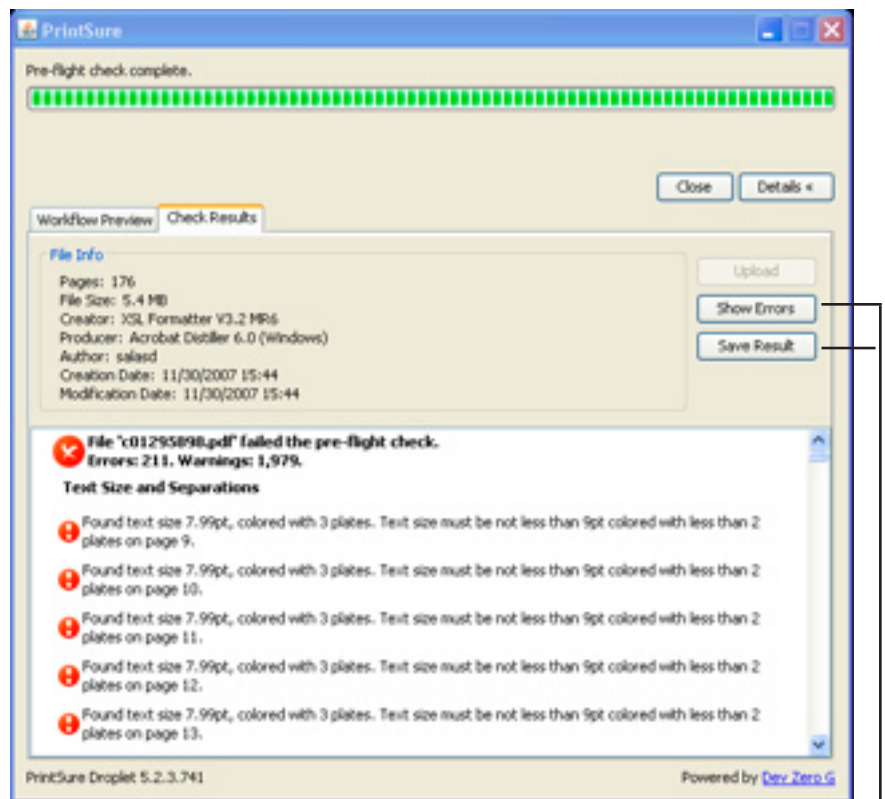 PrintSure
Pre-flight check complete.
Close
Details «
Workflow Preview
Check Results
File Info
Pages: 176
File Size: 5.4 MB
Creator: XSL Formatter V3.2 MR6
Producer: Acrobat Distiller 6.0 (Windows)
Author: salasd
Creation Date: 11/30/2007 15:44
Modification Date: 11/30/2007 15:44
Upload
Show Errors
Save Result
File "c01295898.pdf" failed the pre-flight check.
Errors: 211. Warnings: 1,979.
Text Size and Separations
Found text size 7.99pt, colored with 3 plates. Text size must be not less than 9pt colored with less than 2
plates on page 9.
Found text size 7.99pt, colored with 3 plates. Text size must be not less than 9pt colored with less than 2
plates on page 10.
Found text size 7.99pt, colored with 3 plates. Text size must be not less than 9pt colored with less than 2
plates on page 11.
Found text size 7.99pt, colored with 3 plates. Text size must be not less than 9pt colored with less than 2
plates on page 12.
Found text size 7.99pt, colored with 3 plates. Text size must be not less than 9pt colored with less than 2
plates on page 13.
PrintSure Droplet 5.2.3.741
Powered by Dev Zero G